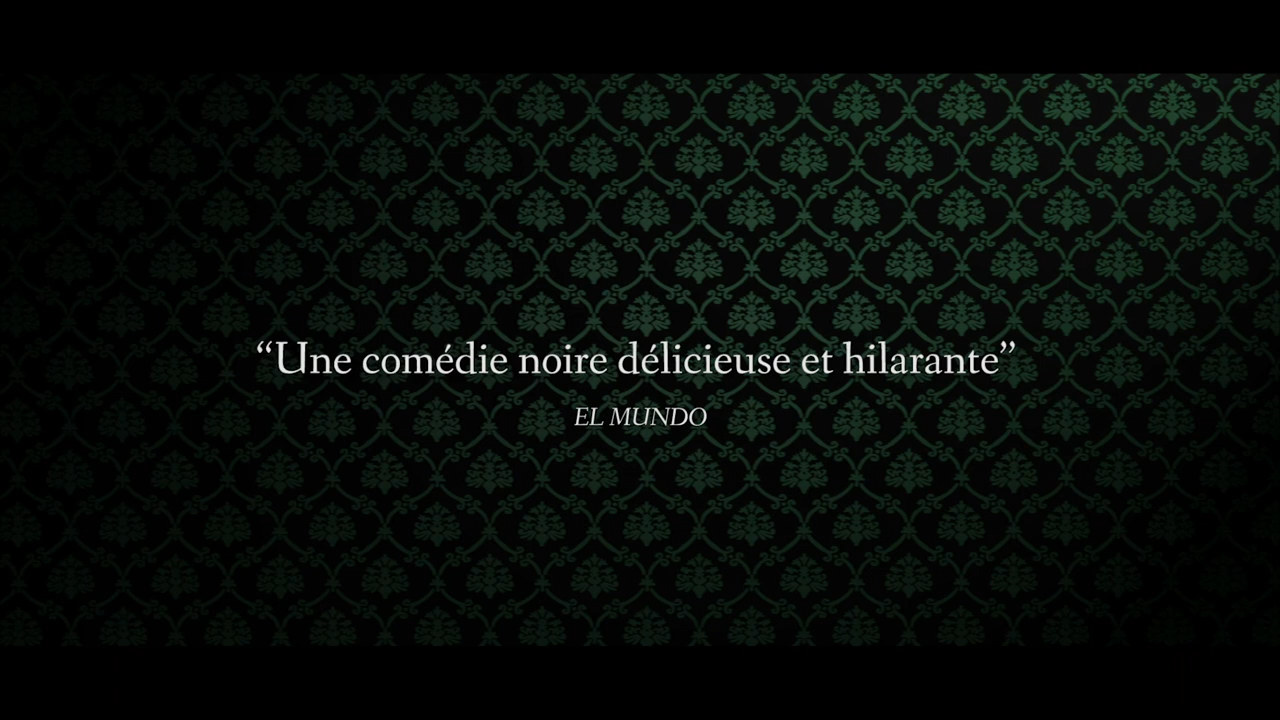 “Une comédie noire délicieuse et hilarante”
EL MUNDO